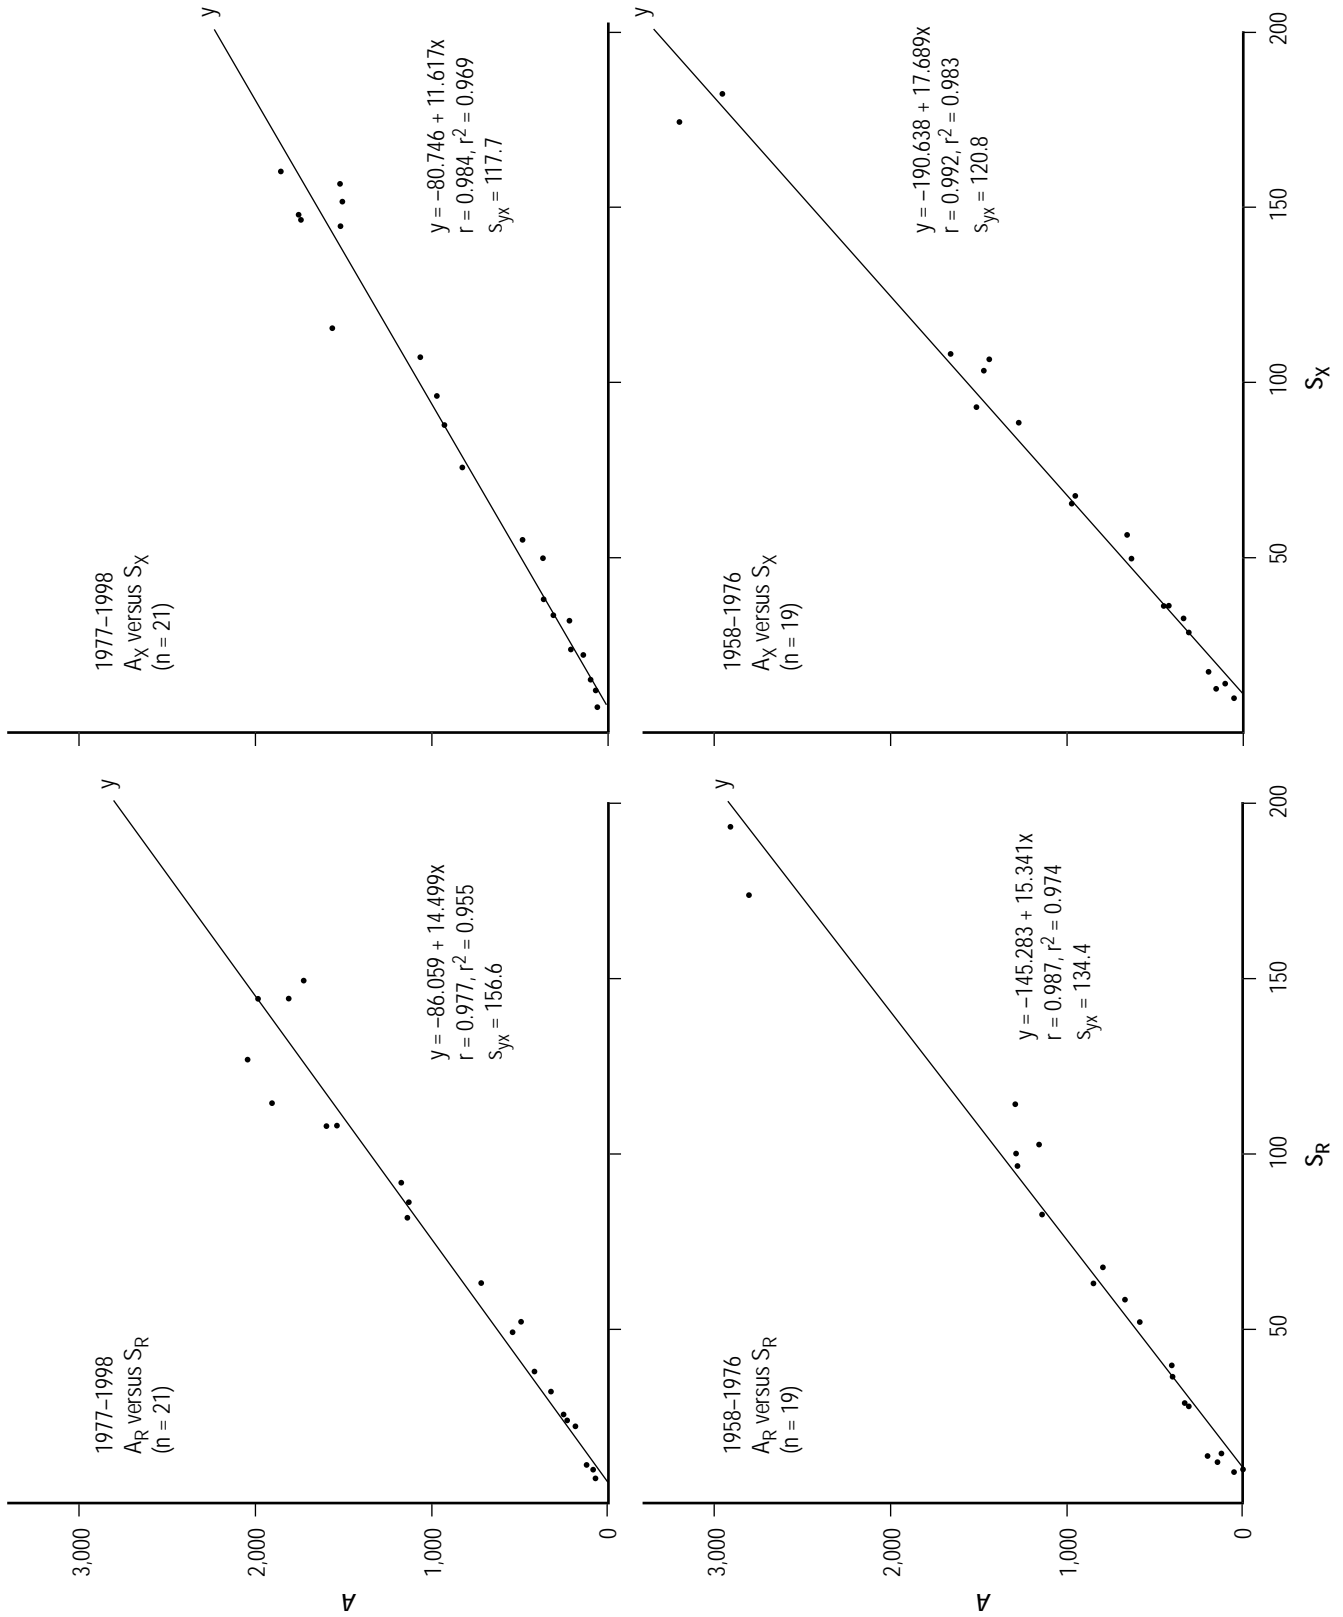 A
3,000
2,000
1,000
0
1977–1998
A_R versus S_R
(n = 21)
y = –86.059 + 14.499x
r = 0.977, r² = 0.955
s_yx = 156.6
y
1977–1998
A_X versus S_X
(n = 21)
y = –80.746 + 11.617x
r = 0.984, r² = 0.969
s_yx = 117.7
y
A
3,000
2,000
1,000
0
1958–1976
A_R versus S_R
(n = 19)
y = –145.283 + 15.341x
r = 0.987, r² = 0.974
s_yx = 134.4
y
50
100
150
200
S_R
1958–1976
A_X versus S_X
(n = 19)
y = –190.638 + 17.689x
r = 0.992, r² = 0.983
s_yx = 120.8
y
50
100
150
200
S_X